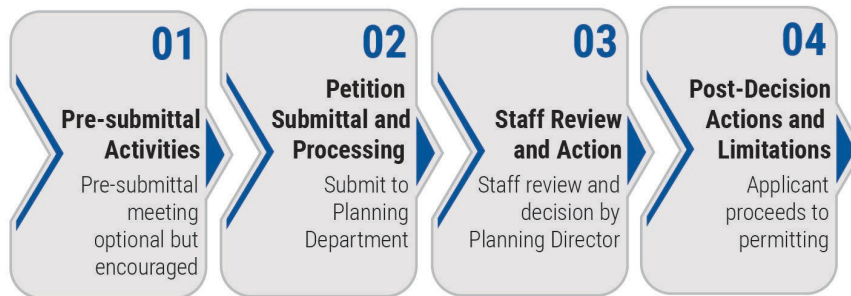 01
Pre-submittal
Activities
Pre-submittal
meeting
optional but
encouraged
02
Petition
Submittal and
Processing
Submit to
Planning
Department
03
Staff Review
and Action
Staff review and
decision by
Planning Director
04
Post-Decision
Actions and
Limitations
Applicant
proceeds to
permitting